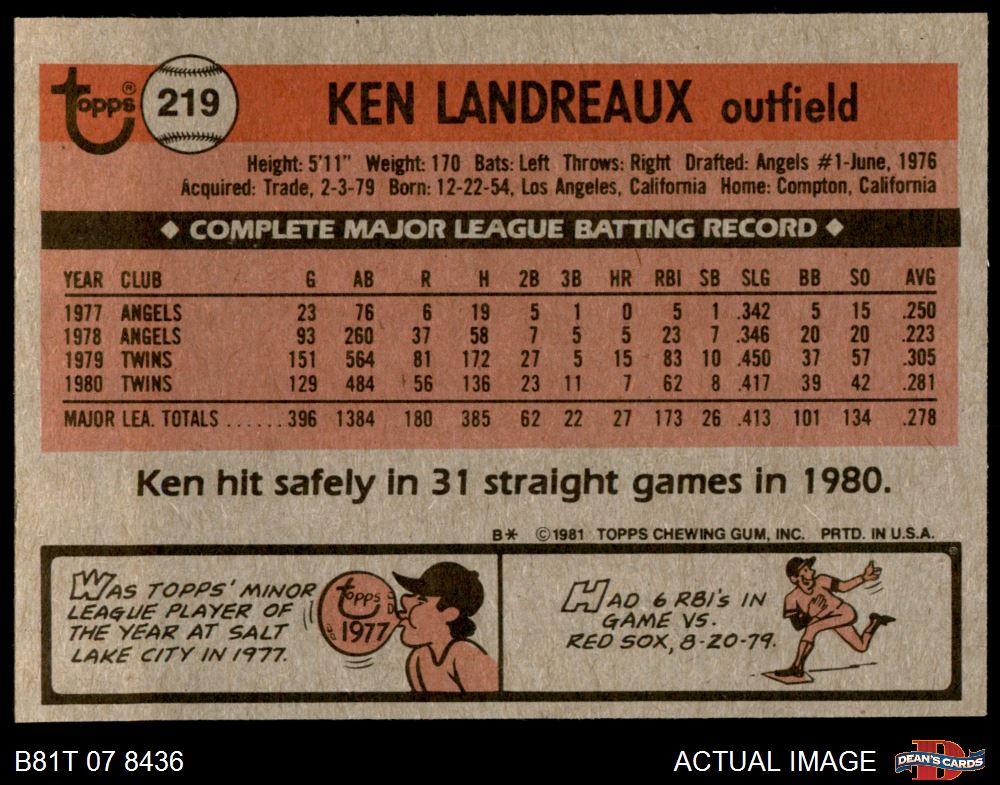 topps® 219 KEN LANDREAUX outfield
Height: 5'11" Weight: 170 Bats: Left Throws: Right Drafted: Angels #1-June, 1976
Acquired: Trade, 2-3-79 Born: 12-22-54, Los Angeles, California Home: Compton, California
◆ COMPLETE MAJOR LEAGUE BATTING RECORD ◆
YEAR CLUB G AB R H 2B 3B HR RBI SB SLG BB SO AVG
1977 ANGELS 23 76 6 19 5 1 0 5 1 .342 5 15 .250
1978 ANGELS 93 260 37 58 7 5 5 23 7 .346 20 20 .223
1979 TWINS 151 564 81 172 27 5 15 83 10 .450 37 57 .305
1980 TWINS 129 484 56 136 23 11 7 62 8 .417 39 42 .281
MAJOR LEA. TOTALS ...... 396 1384 180 385 62 22 27 173 26 .413 101 134 .278
Ken hit safely in 31 straight games in 1980.
B* ©1981 TOPPS CHEWING GUM, INC. PRTD. IN U.S.A.
WAS TOPPS' MINOR
LEAGUE PLAYER OF
THE YEAR AT SALT
LAKE CITY IN 1977.
topps
1977
HAD 6 RBI'S IN
GAME VS.
RED SOX, 8-20-79.
B81T 07 8436
ACTUAL IMAGE
D
DEAN'S CARDS